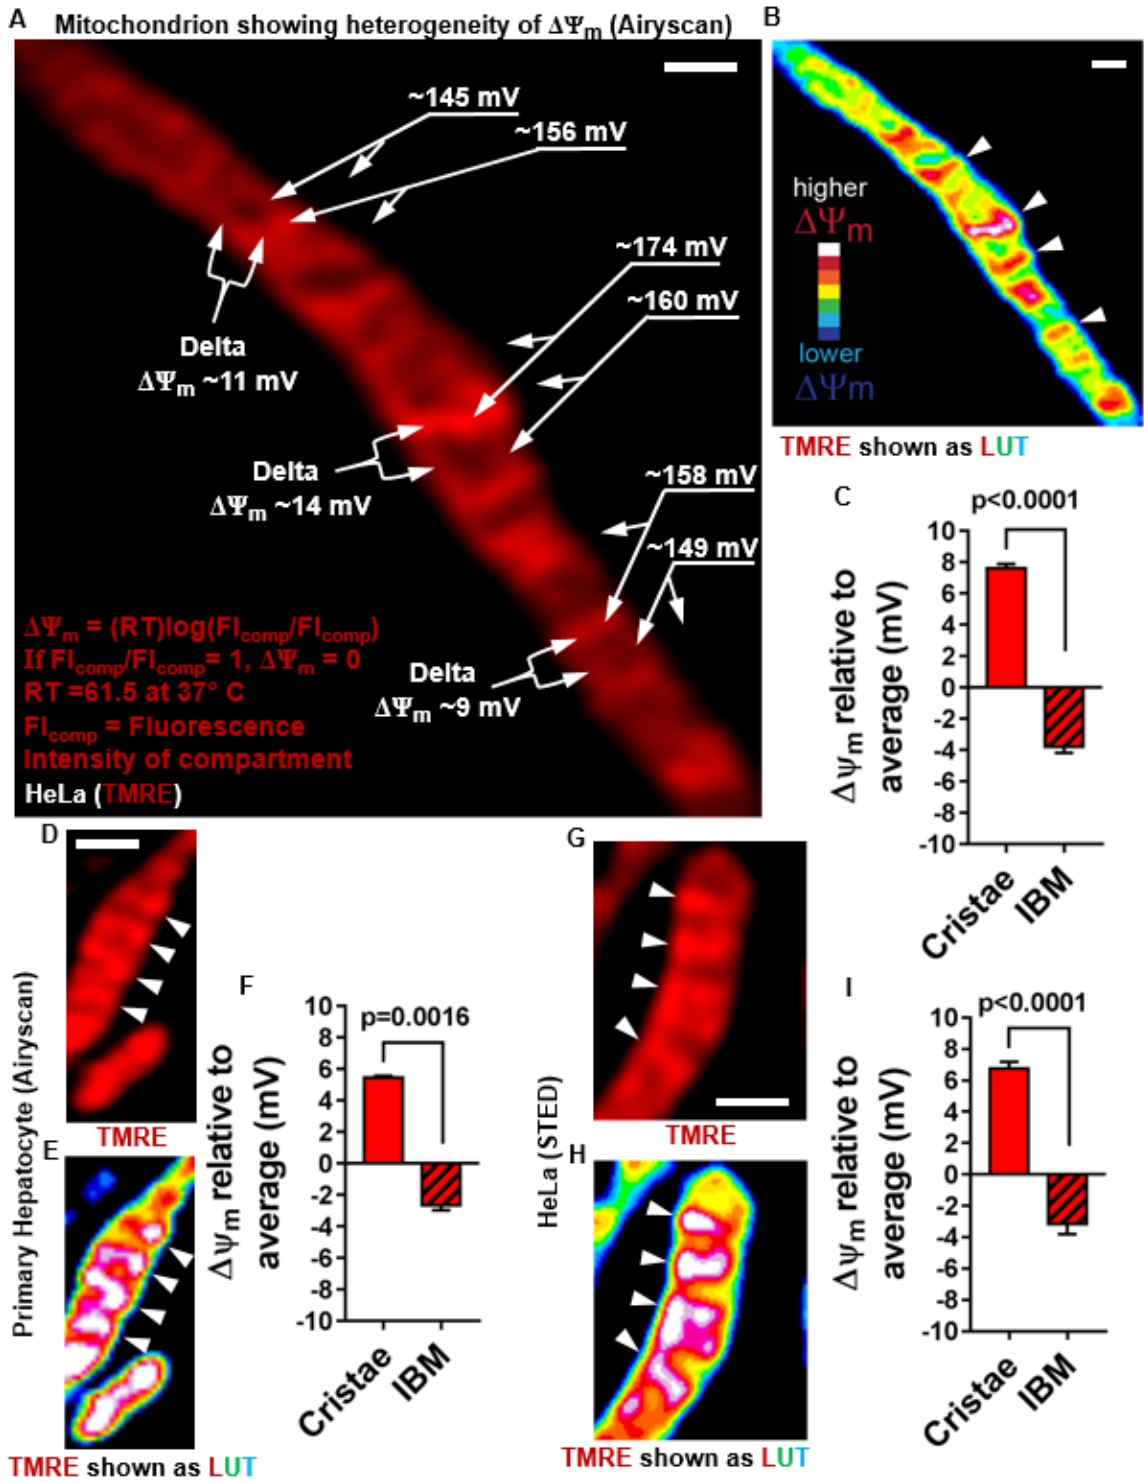 A
Mitochondrion showing heterogeneity of ΔΨm (Airyscan)
~145 mV
~156 mV
~174 mV
~160 mV
Delta
ΔΨm ~11 mV
Delta
ΔΨm ~14 mV
~158 mV
~149 mV
Delta
ΔΨm ~9 mV
ΔΨm = (RT)log(FIcomp/FIcomp)
If FIcomp/FIcomp= 1, ΔΨm = 0
RT =61.5 at 37° C
FIcomp = Fluorescence
Intensity of compartment
HeLa (TMRE)
B
higher
ΔΨm
lower
ΔΨm
TMRE shown as LUT
C
p<0.0001
ΔΨm relative to
average (mV)
10
8
6
4
2
0
-2
-4
-6
-8
-10
Cristae
IBM
D
Primary Hepatocyte (Airyscan)
TMRE
E
TMRE shown as LUT
F
p=0.0016
ΔΨm relative to
average (mV)
10
8
6
4
2
0
-2
-4
-6
-8
-10
Cristae
IBM
G
HeLa (STED)
TMRE
H
TMRE shown as LUT
I
p<0.0001
ΔΨm relative to
average (mV)
10
8
6
4
2
0
-2
-4
-6
-8
-10
Cristae
IBM